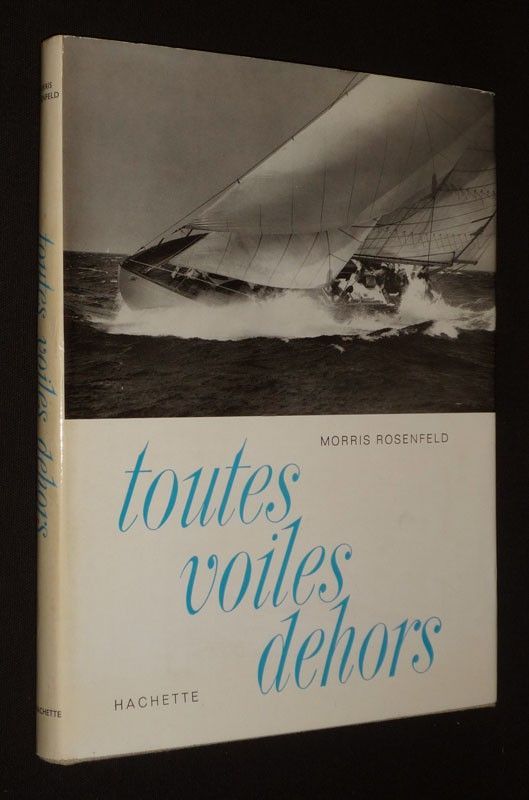 MORRIS ROSENFELD
toutes
voiles
dehors
HACHETTE
toutes voiles dehors
HACHETTE